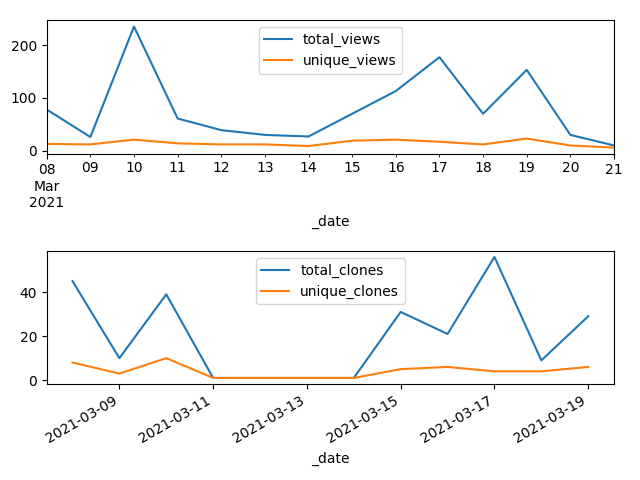 200
100
0
total_views
unique_views
08 09 10 11 12 13 14 15 16 17 18 19 20 21
Mar
2021
_date
40
20
0
total_clones
unique_clones
2021-03-09 2021-03-11 2021-03-13 2021-03-15 2021-03-17 2021-03-19
_date